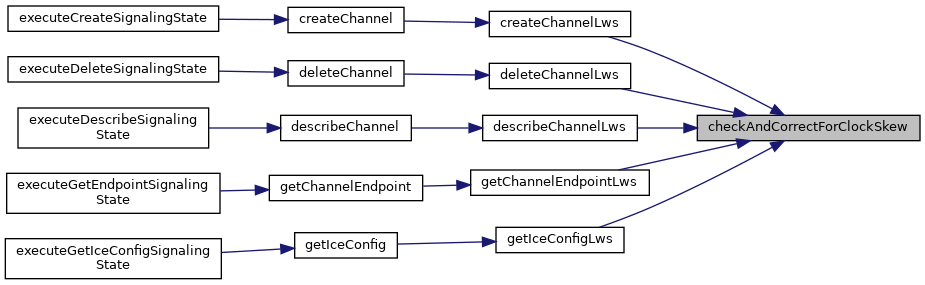 executeCreateSignalingState
createChannel
createChannelLws
executeDeleteSignalingState
deleteChannel
deleteChannelLws
executeDescribeSignaling
State
describeChannel
describeChannelLws
checkAndCorrectForClockSkew
executeGetEndpointSignaling
State
getChannelEndpoint
getChannelEndpointLws
executeGetIceConfigSignaling
State
getIceConfig
getIceConfigLws